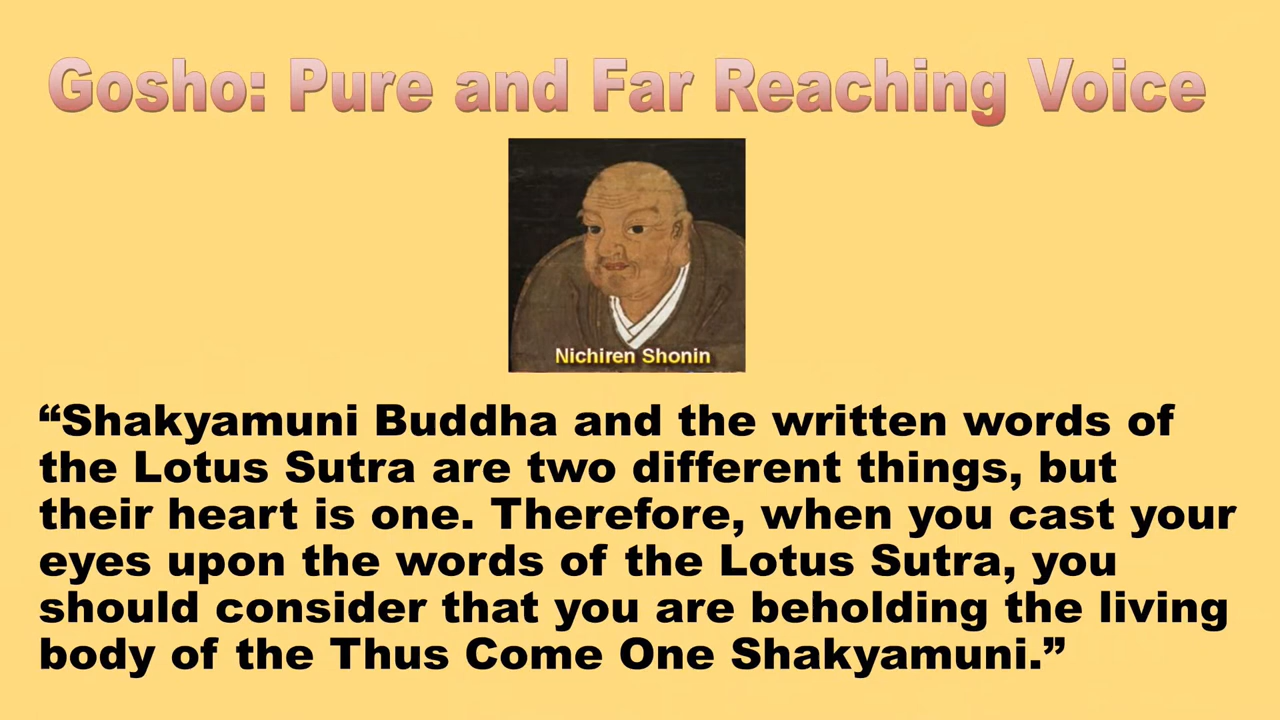 Gosho: Pure and Far Reaching Voice
Nichiren Shonin
“Shakyamuni Buddha and the written words of
the Lotus Sutra are two different things, but
their heart is one. Therefore, when you cast your
eyes upon the words of the Lotus Sutra, you
should consider that you are beholding the living
body of the Thus Come One Shakyamuni.”